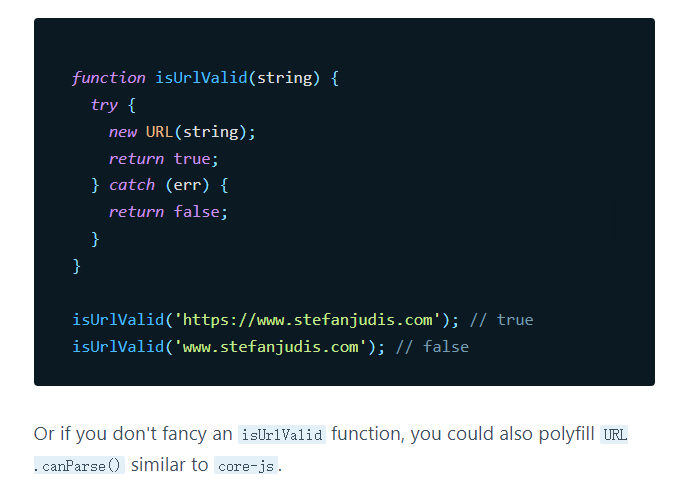 function isUrlValid(string) {
  try {
    new URL(string);
    return true;
  } catch (err) {
    return false;
  }
}
isUrlValid('https://www.stefanjudis.com'); // true
isUrlValid('www.stefanjudis.com'); // false
Or if you don't fancy an isUrlValid function, you could also polyfill URL
.canParse() similar to core-js.